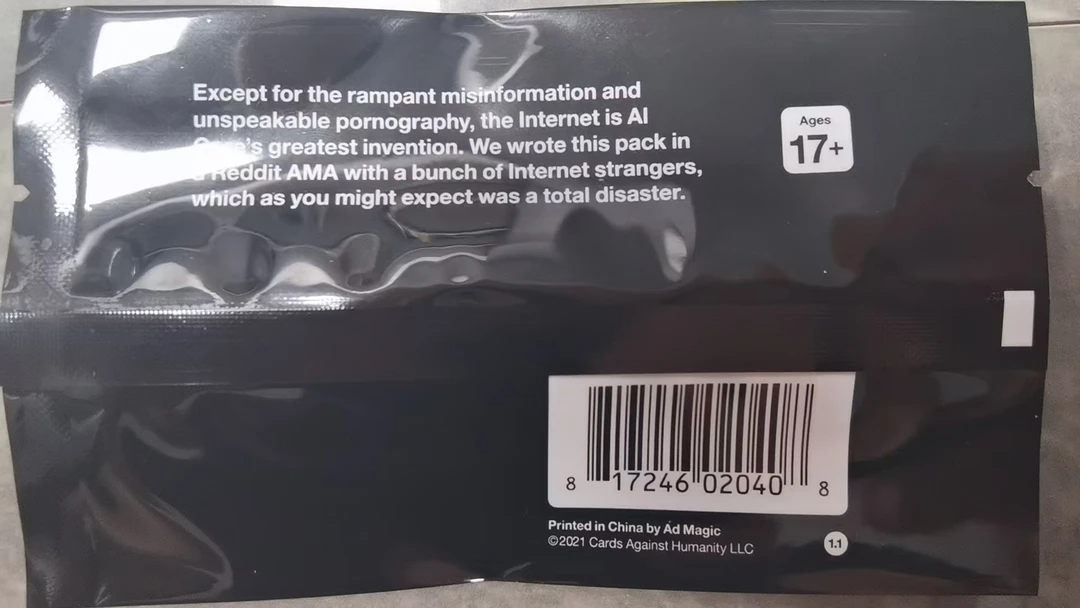 Except for the rampant misinformation and
unspeakable pornography, the Internet is Al
greatest invention. We wrote this pack in
a Reddit AMA with a bunch of Internet strangers,
which as you might expect was a total disaster.
Ages
17+
8 17246 02040 8
Printed in China by Ad Magic
©2021 Cards Against Humanity LLC
1.1